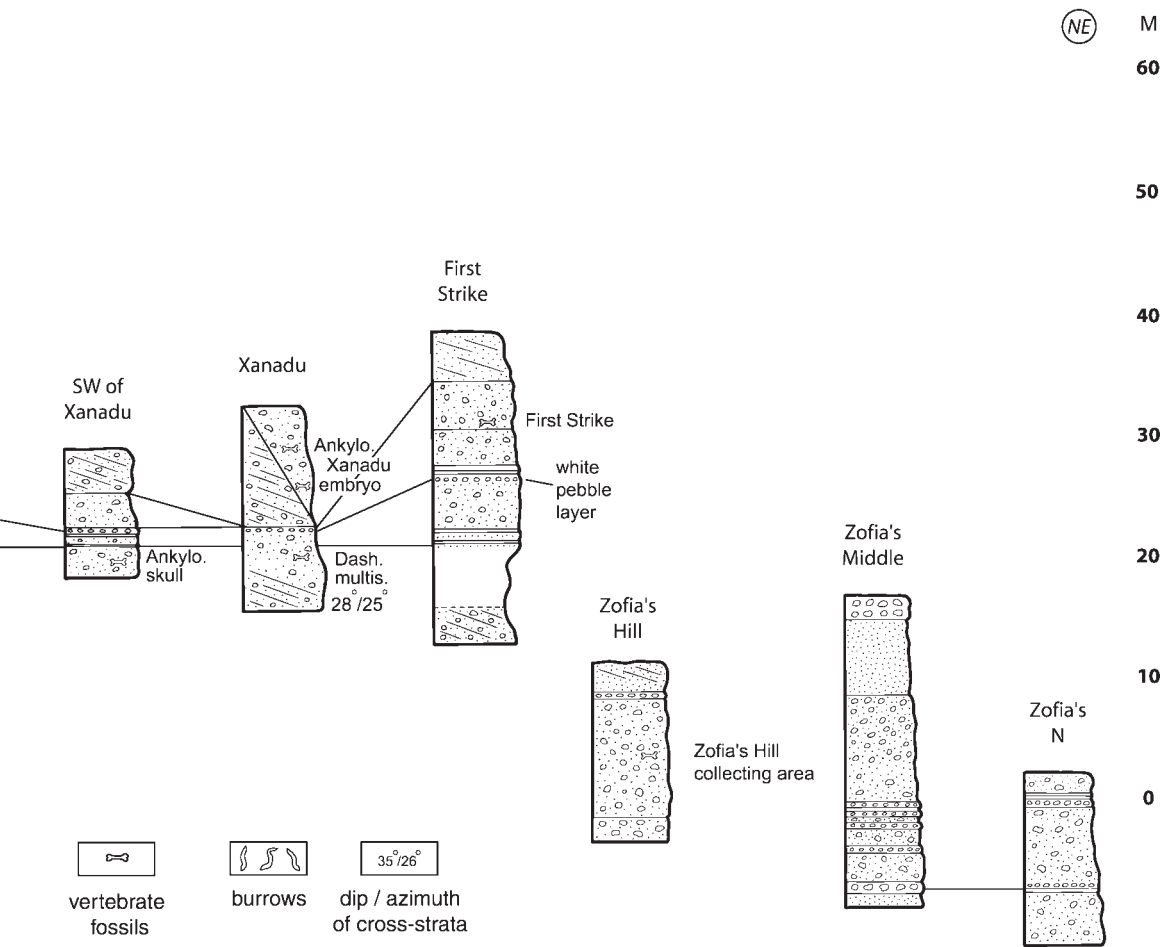 NE
M
60
50
40
30
20
10
0
First
Strike
Xanadu
SW of
Xanadu
Ankylo.
Xanadu
embryo
First Strike
white
pebble
layer
Ankylo.
skull
Dash.
multis.
28°/25°
Zofia's
Hill
Zofia's
Middle
Zofia's
N
Zofia's Hill
collecting area
35°/26°
vertebrate
fossils
burrows
dip / azimuth
of cross-strata